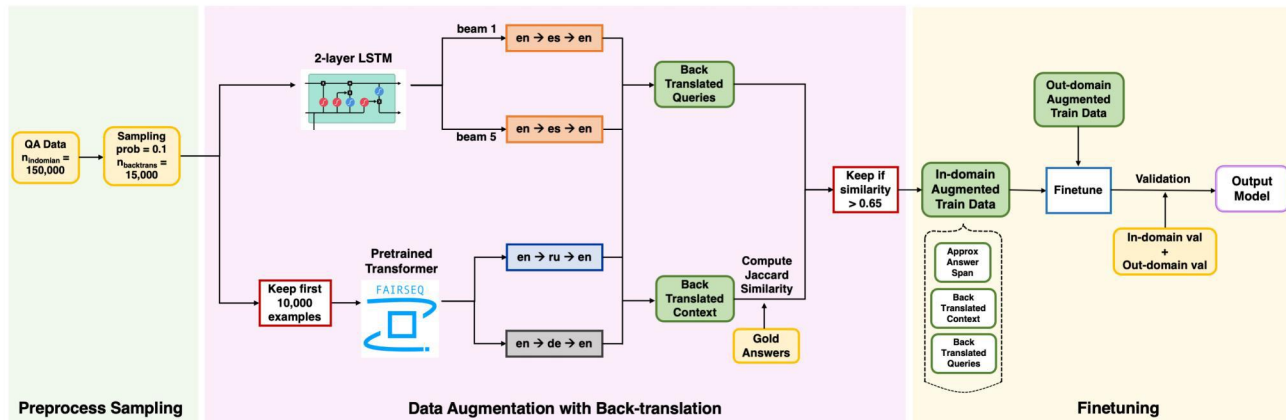 QA Data
n_indomian =
150,000
Sampling
prob = 0.1
n_backtrans =
15,000
2-layer LSTM
beam 1
en → es → en
beam 5
en → es → en
Back
Translated
Queries
Keep first
10,000
examples
Pretrained
Transformer
FAIRSEQ
en → ru → en
en → de → en
Back
Translated
Context
Compute
Jaccard
Similarity
Gold
Answers
Keep if
similarity
> 0.65
In-domain
Augmented
Train Data
Approx
Answer
Span
Back
Translated
Context
Back
Translated
Queries
Out-domain
Augmented
Train Data
Finetune
Validation
In-domain val
+
Out-domain val
Output
Model
Preprocess Sampling
Data Augmentation with Back-translation
Finetuning